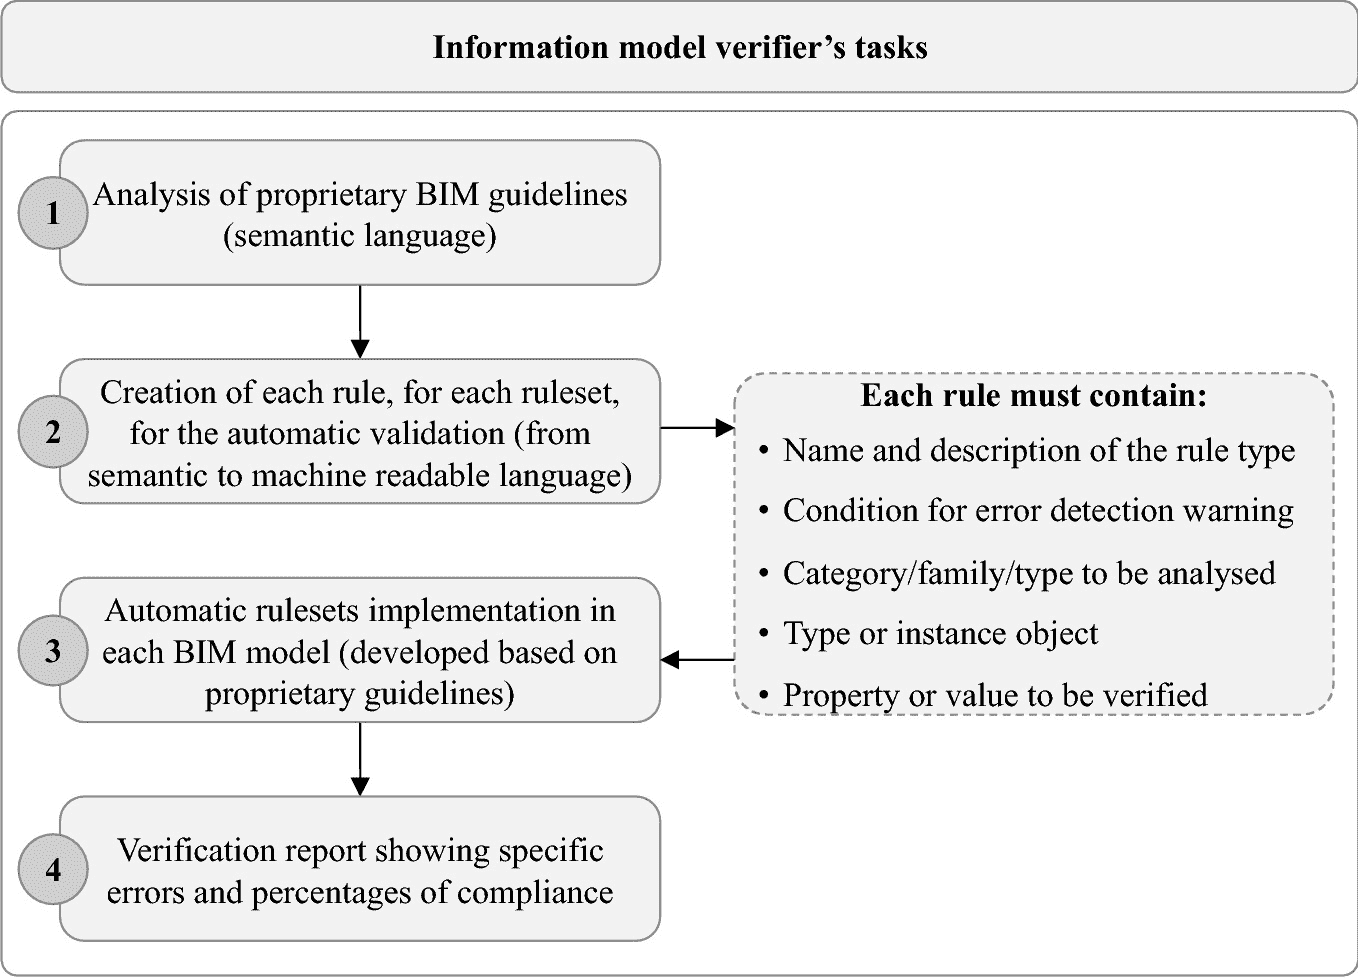 Information model verifier’s tasks
1
Analysis of proprietary BIM guidelines
(semantic language)
2
Creation of each rule, for each ruleset,
for the automatic validation (from
semantic to machine readable language)
Each rule must contain:
• Name and description of the rule type
• Condition for error detection warning
• Category/family/type to be analysed
• Type or instance object
• Property or value to be verified
3
Automatic rulesets implementation in
each BIM model (developed based on
proprietary guidelines)
4
Verification report showing specific
errors and percentages of compliance